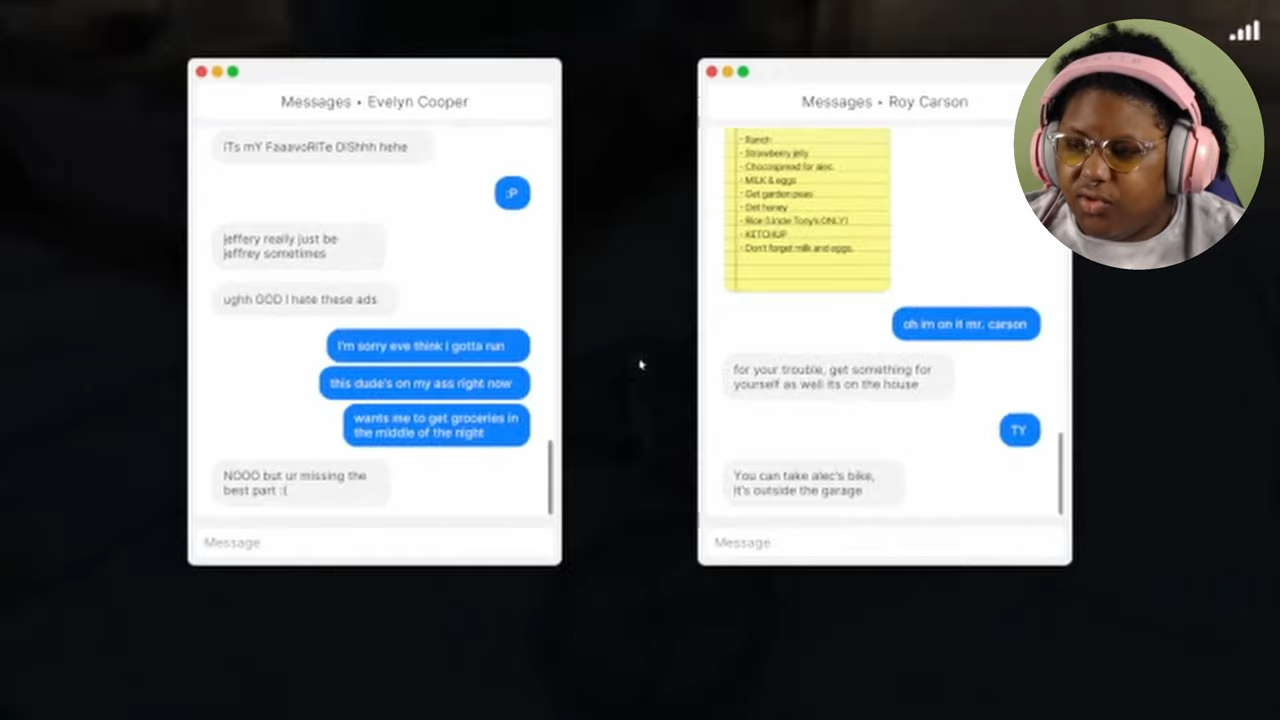 Messages • Evelyn Cooper
iTs mY FaaavoRiTe DiShhh hehe
:P
jeffery really just be
jeffrey sometimes
ughh GOD I hate these ads
I'm sorry eve think i gotta run
this dude's on my ass right now
wants me to get groceries in
the middle of the night
NOOO but ur missing the
best part :(
Message
Messages • Roy Carson
- Ranch
- Strawberry jelly
- Chocospread for alec.
- MILK & eggs
- Get garden peas
- Get honey
- Rice (Uncle Tony's ONLY)
- KETCHUP
- Don't forget milk and eggs.
oh im on it mr. carson
for your trouble, get something for
yourself as well its on the house
TY
You can take alec's bike,
it's outside the garage
Message